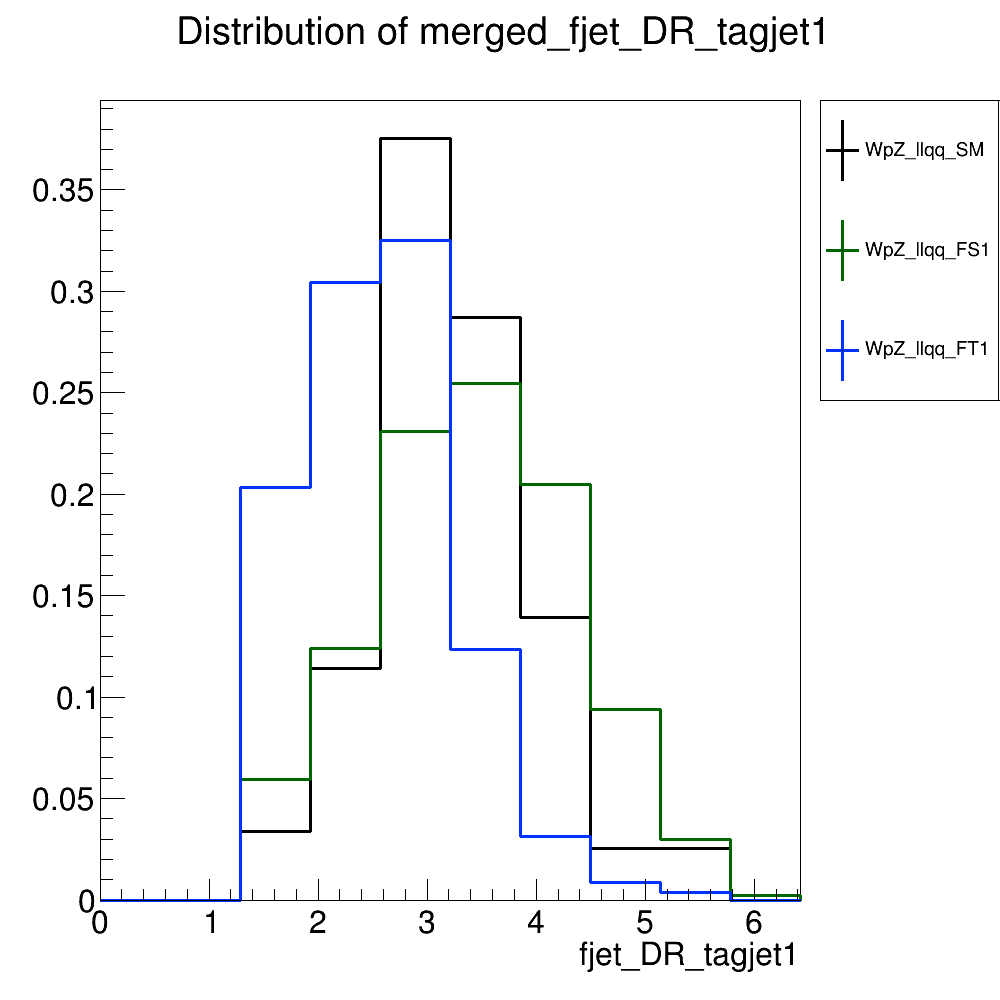 Distribution of merged_fjet_DR_tagjet1
WpZ_llqq_SM
WpZ_llqq_FS1
WpZ_llqq_FT1
0.35
0.3
0.25
0.2
0.15
0.1
0.05
0
0 1 2 3 4 5 6
fjet_DR_tagjet1